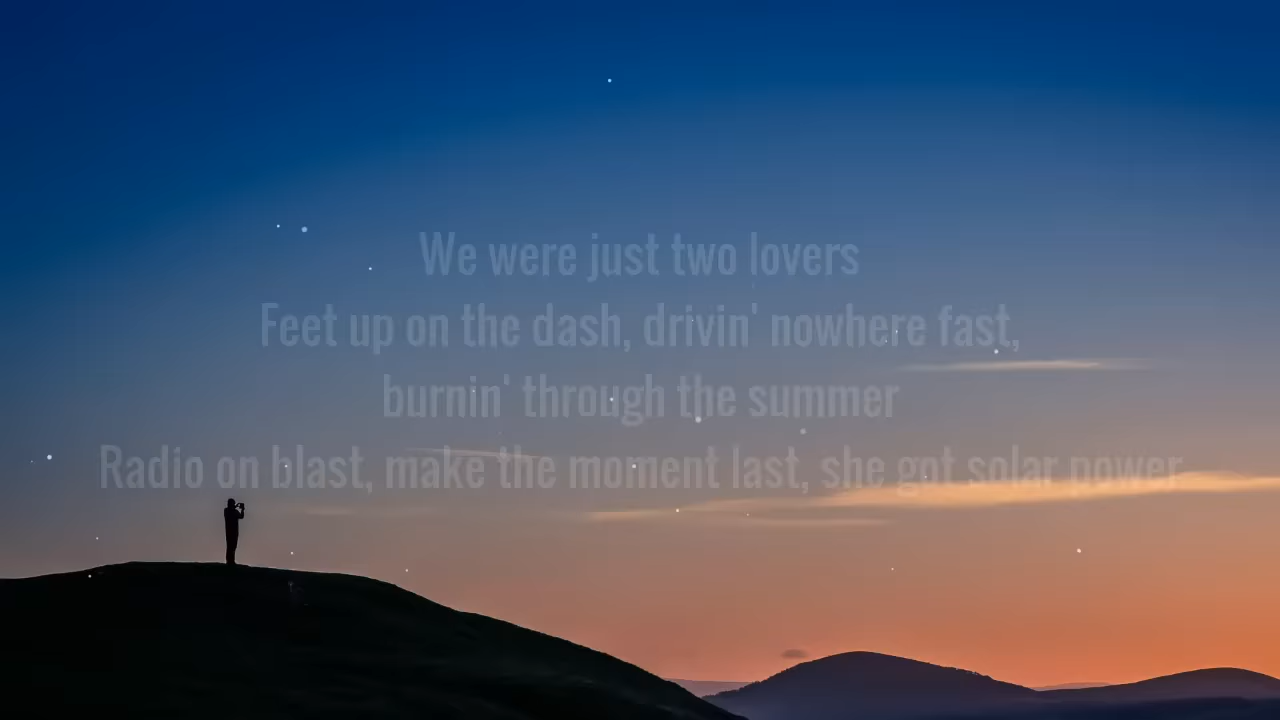 We were just two lovers
Feet up on the dash, drivin' nowhere fast,
burnin' through the summer
Radio on blast, make the moment last, she got solar power